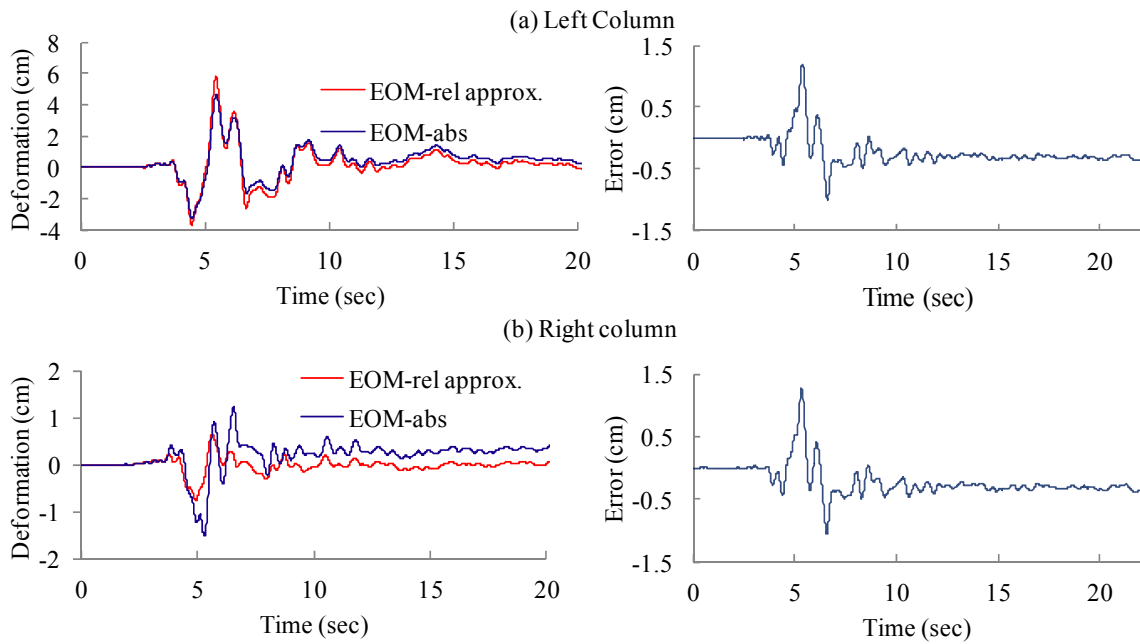 (a) Left Column
8
6
4
2
0
-2
-4
Deformation (cm)
EOM-rel approx.
EOM-abs
0 5 10 15 20
Time (sec)
1.5
0.5
-0.5
-1.5
Error (cm)
0 5 10 15 20
Time (sec)
(b) Right column
2
1
0
-1
-2
Deformation (cm)
EOM-rel approx.
EOM-abs
0 5 10 15 20
Time (sec)
1.5
0.5
-0.5
-1.5
Error (cm)
0 5 10 15 20
Time (sec)